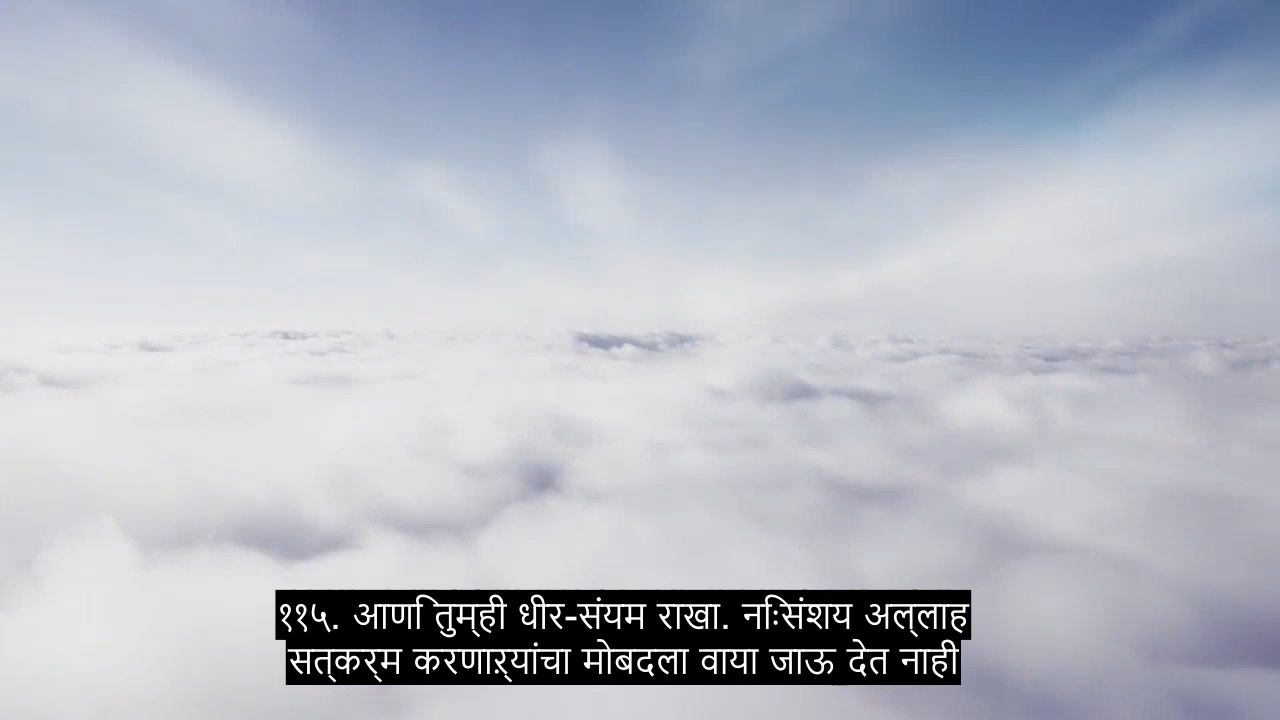 ११५. आणि तुम्ही धीर-संयम राखा. निःसंशय अल्लाह
सत्कर्म करणाऱ्यांचा मोबदला वाया जाऊ देत नाही